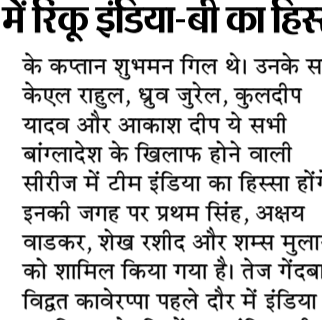 में रिंकू इंडिया-बी का
के कप्तान शुभमन गिल थे। उनके
केएल राहुल, ध्रुव जुरेल, कुलदीप
यादव और आकाश दीप ये सभी
बांग्लादेश के खिलाफ होने वाली
सीरीज में टीम इंडिया का हिस्सा
इनकी जगह पर प्रथम सिंह, अक्षय
वाडकर, शेख रशीद और शम्स
को शामिल किया गया है। तेज
विद्वत कावेरप्पा पहले दौर में इंडिया